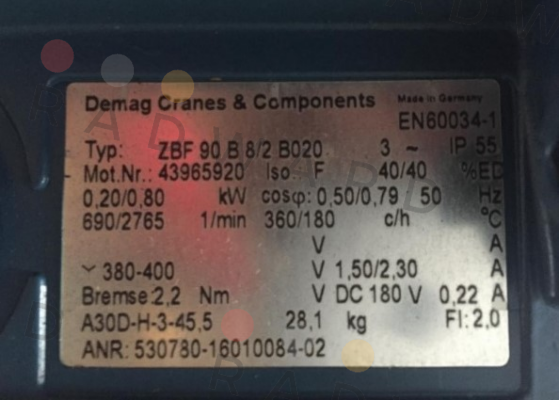 Demag Cranes & Components Made in Germany
EN60034-1
Typ: ZBF 90 B 8/2 B020 3 ~ IP 55
Mot.Nr.: 43965920 Iso.: F 40/40 %ED
0,20/0,80 kW cosφ: 0,50/0,79 50 Hz
690/2765 1/min 360/180 c/h °C
V A
380-400 V 1,50/2,30 A
Bremse:2,2 Nm V DC 180 V 0,22 A
A30D-H-3-45,5 28,1 kg FI: 2,0
ANR: 530780-16010084-02